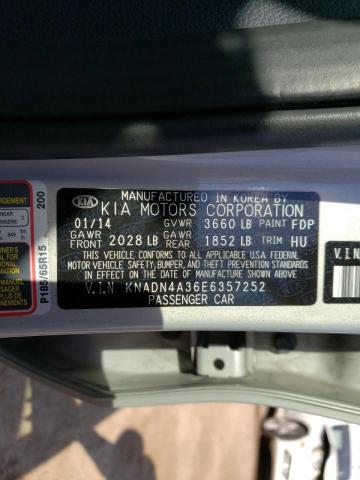 MANUFACTURED IN KOREA BY
KIA KIA MOTORS CORPORATION
01/14 GVWR 3660 LB PAINT FDP
GAWR GAWR
FRONT 2028 LB REAR 1852 LB TRIM HU
THIS VEHICLE CONFORMS TO ALL APPLICABLE U.S.A FEDERAL
MOTOR VEHICLE SAFETY, BUMPER, AND THEFT PREVENTION STANDARDS
IN EFFECT ON THE DATE OF MANUFACTURE SHOWN ABOVE.
V.I.N KNADN4A36E6357252
PASSENGER CAR
P185/65R15 200
REAR
V.I.N